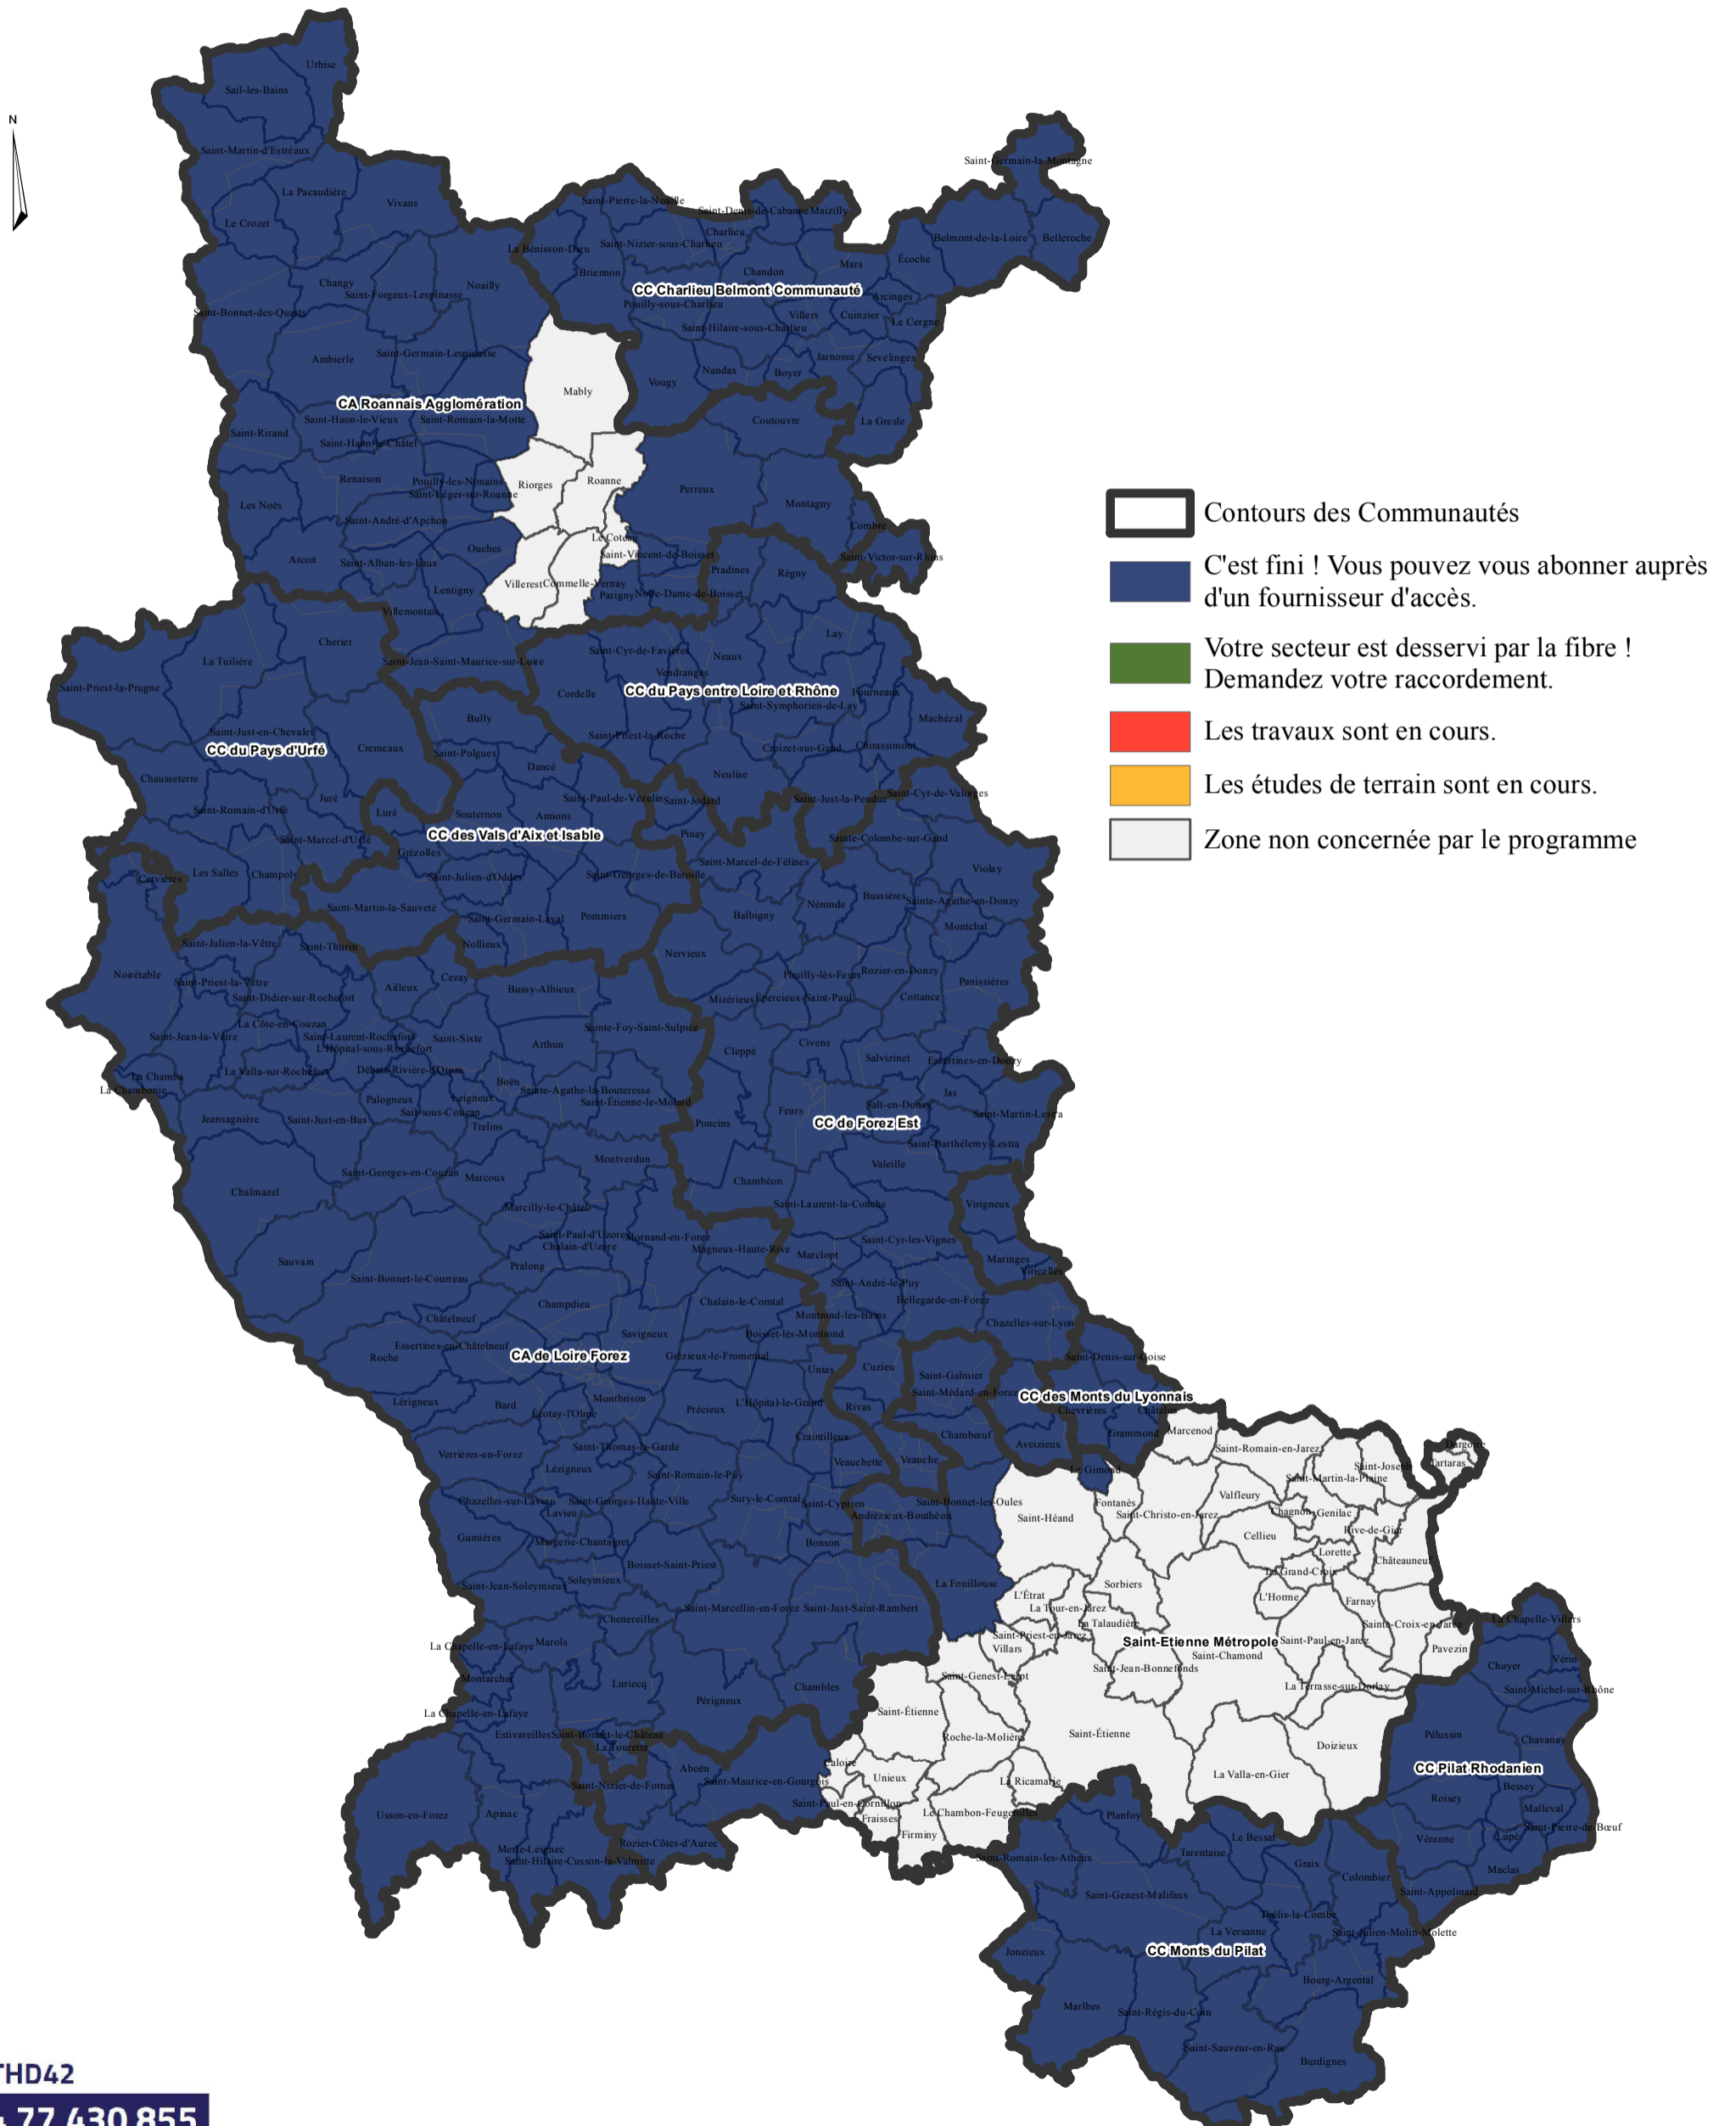 N
Urbise
Sail-les-Bains
Saint-Martin-d'Estréaux
La Pacaudière
Vivans
Le Crozet
Changy
Saint-Forgeux-Lespinasse
Noailly
Saint-Bonnet-des-Quarts
Ambierle
Saint-Germain-Lespinasse
CA Roannais Agglomération
Saint-Haon-le-Vieux
Saint-Romain-la-Motte
Saint-Rirand
Saint-Haon-le-Châtel
Renaison
Pouilly-les-Nonains
Saint-Léger-sur-Roanne
Les Noës
Saint-André-d'Apchon
Arcon
Saint-Alban-les-Eaux
Ouches
Lentigny
Villemontais
Saint-Jean-Saint-Maurice-sur-Loire
Mably
Riorges
Roanne
Le Coteau
Saint-Vincent-de-Boisset
Villerest
Commelle-Vernay
Parigny
Notre-Dame-de-Boisset
Perreux
Coutouvre
Montagny
Combre
Saint-Victor-sur-Rhins
Saint-Germain-la-Montagne
Saint-Pierre-la-Noaille
Saint-Denis-de-Cabanne
Maizilly
Charlieu
La Bénisson-Dieu
Saint-Nizier-sous-Charlieu
Belmont-de-la-Loire
Belleroche
Écoche
Mars
Briennon
Chandon
CC Charlieu Belmont Communauté
Arcinges
Pouilly-sous-Charlieu
Villers
Cuinzier
Le Cergne
Saint-Hilaire-sous-Charlieu
Jarnosse
Sevelinges
Nandax
Boyer
Vougy
La Gresle
Contours des Communautés
C'est fini ! Vous pouvez vous abonner auprès
d'un fournisseur d'accès.
Votre secteur est desservi par la fibre !
Demandez votre raccordement.
Les travaux sont en cours.
Les études de terrain sont en cours.
Zone non concernée par le programme
Pradines
Régny
Lay
Saint-Cyr-de-Favières
Neaux
Vendranges
Cordelle
CC du Pays entre Loire et Rhône
Fourneaux
Saint-Symphorien-de-Lay
Machézal
Saint-Priest-la-Roche
Croizet-sur-Gand
Chirassimont
Neulise
Saint-Jodard
Saint-Just-la-Pendue
Saint-Cyr-de-Valorges
Pinay
Cherier
La Tuilière
Saint-Priest-la-Prugne
Saint-Just-en-Chevalet
CC du Pays d'Urfé
Cremeaux
Chausseterre
Juré
Saint-Romain-d'Urfé
Saint-Marcel-d'Urfé
Les Salles
Champoly
Cervières
Bully
Saint-Polgues
Dancé
Saint-Paul-de-Vézelin
Luré
Souternon
Amions
CC des Vals d'Aix et Isable
Grézolles
Saint-Julien-d'Oddes
Saint-Georges-de-Baroille
Saint-Martin-la-Sauveté
Saint-Germain-Laval
Pommiers
Nollieux
Sainte-Colombe-sur-Gand
Saint-Marcel-de-Félines
Violay
Bussières
Sainte-Agathe-en-Donzy
Néronde
Balbigny
Montchal
Nervieux
Pouilly-lès-Feurs
Rozier-en-Donzy
Panissières
Mizérieux
Épercieux-Saint-Paul
Cottance
Civens
Cleppé
Salvizinet
Essertines-en-Donzy
Jas
Salt-en-Donzy
Feurs
Saint-Martin-Lestra
Poncins
CC de Forez Est
Saint-Barthélemy-Lestra
Valeille
Chambéon
Saint-Laurent-la-Conche
Saint-Cyr-les-Vignes
Marclopt
Saint-André-le-Puy
Bellegarde-en-Forez
Montrond-les-Bains
Chazelles-sur-Lyon
Cuzieu
Rivas
Veauche
Virigneux
Maringes
Viricelles
Saint-Julien-la-Vêtre
Saint-Thurin
Noirétable
Saint-Priest-la-Vêtre
Saint-Didier-sur-Rochefort
Ailleux
Cezay
Bussy-Albieux
La Côte-en-Couzan
Saint-Jean-la-Vêtre
Saint-Laurent-Rochefort
L'Hôpital-sous-Rochefort
Saint-Sixte
Sainte-Foy-Saint-Sulpice
Arthun
La Valla-sur-Rochefort
Débats-Rivière-d'Orpra
La Chamba
La Chambonie
Boën
Sainte-Agathe-la-Bouteresse
Saint-Étienne-le-Molard
Palogneux
Leigneux
Sail-sous-Couzan
Trelins
Jeansagnière
Saint-Just-en-Bas
Montverdun
Saint-Georges-en-Couzan
Marcoux
Chalmazel
Marcilly-le-Châtel
Saint-Paul-d'Uzore
Chalain-d'Uzore
Mornand-en-Forez
Magneux-Haute-Rive
Sauvain
Pralong
Saint-Bonnet-le-Courreau
Champdieu
Chalain-le-Comtal
Châtelneuf
Savigneux
Boisset-lès-Montrond
Essertines-en-Châtelneuf
Roche
CA de Loire Forez
Grézieux-le-Fromental
Unias
Lérigneux
Bard
Montbrison
Écotay-l'Olme
Précieux
L'Hôpital-le-Grand
Craintilleux
Verrières-en-Forez
Saint-Thomas-la-Garde
Lézigneux
Saint-Romain-le-Puy
Veauchette
Chazelles-sur-Lavieu
Lavieu
Saint-Georges-Haute-Ville
Sury-le-Comtal
Saint-Cyprien
Gumières
Margerie-Chantagret
Bonson
Boisset-Saint-Priest
Saint-Jean-Soleymieux
Soleymieux
Chenereilles
Saint-Marcellin-en-Forez
Saint-Just-Saint-Rambert
La Chapelle-en-Lafaye
Marols
Montarcher
Luriecq
Périgneux
Chambles
La Chapelle-en-Lafaye
Estivareilles
Saint-Bonnet-le-Château
La Tourette
Aboën
Saint-Nizier-de-Fornas
Saint-Maurice-en-Gourgois
Usson-en-Forez
Apinac
Merle-Leignec
Saint-Hilaire-Cusson-la-Valmitte
Rozier-Côtes-d'Aurec
Saint-Denis-sur-Coise
Saint-Galmier
Saint-Médard-en-Forez
CC des Monts du Lyonnais
Chevrières
Châtelus
Grammond
Chambœuf
Aveizieux
La Gimond
Saint-Bonnet-les-Oules
Andrézieux-Bouthéon
La Fouillouse
Marcenod
Saint-Romain-en-Jarez
Saint-Joseph
Saint-Martin-la-Plaine
Dargoire
Tartaras
Saint-Héand
Fontanès
Saint-Christo-en-Jarez
Valfleury
Chagnon
Genilac
Cellieu
Rive-de-Gier
Lorette
Châteauneuf
La Grand-Croix
L'Horme
Farnay
L'Étrat
Sorbiers
La Tour-en-Jarez
La Talaudière
Sainte-Croix-en-Jarez
Saint-Priest-en-Jarez
Villars
Saint-Etienne Métropole
Saint-Chamond
Saint-Paul-en-Jarez
Pavezin
Saint-Genest-Lerpt
Saint-Jean-Bonnefonds
La Terrasse-sur-Dorlay
Saint-Étienne
Roche-la-Molière
Saint-Étienne
Doizieux
Caloire
Unieux
La Ricamarie
La Valla-en-Gier
Saint-Paul-en-Cornillon
Fraisses
Le Chambon-Feugerolles
Firminy
La Chapelle-Villars
Chuyer
Vérin
Saint-Michel-sur-Rhône
Pélussin
Chavanay
CC Pilat Rhodanien
Bessey
Roisey
Malleval
Saint-Pierre-de-Bœuf
Véranne
Lupé
Maclas
Saint-Appolinard
Planfoy
Le Bessat
Tarentaise
Saint-Romain-les-Atheux
Graix
Colombier
Saint-Genest-Malifaux
Thélis-la-Combe
La Versanne
Saint-Julien-Molin-Molette
Jonzieux
CC Monts du Pilat
Bourg-Argental
Marlhes
Saint-Régis-du-Coin
Saint-Sauveur-en-Rue
Burdignes
THD42
77 430 855